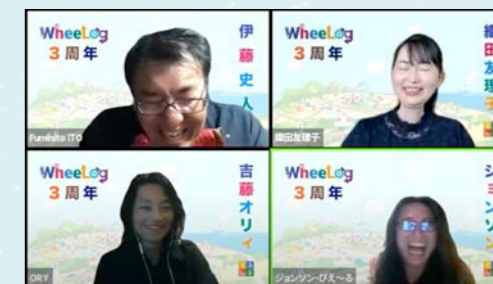 WheeLog
3周年
伊藤史人
Fumihito ITO
WheeLog
3周年
織田友理子
織田友理子
WheeLog
3周年
吉藤オリィ
ORY
WheeLog
3周年
ジョンソン
ジョンソン-びえ〜る